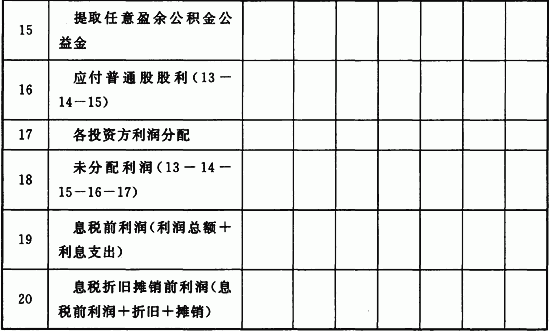 15 提取任意盈余公积金公
益金
16 应付普通股股利(13-
14-15)
17 各投资方利润分配
18 未分配利润(13-14-
15-16-17)
19 息税前利润(利润总额+
利息支出)
20 息税折旧摊销前利润(息
税前利润+折旧+摊销)